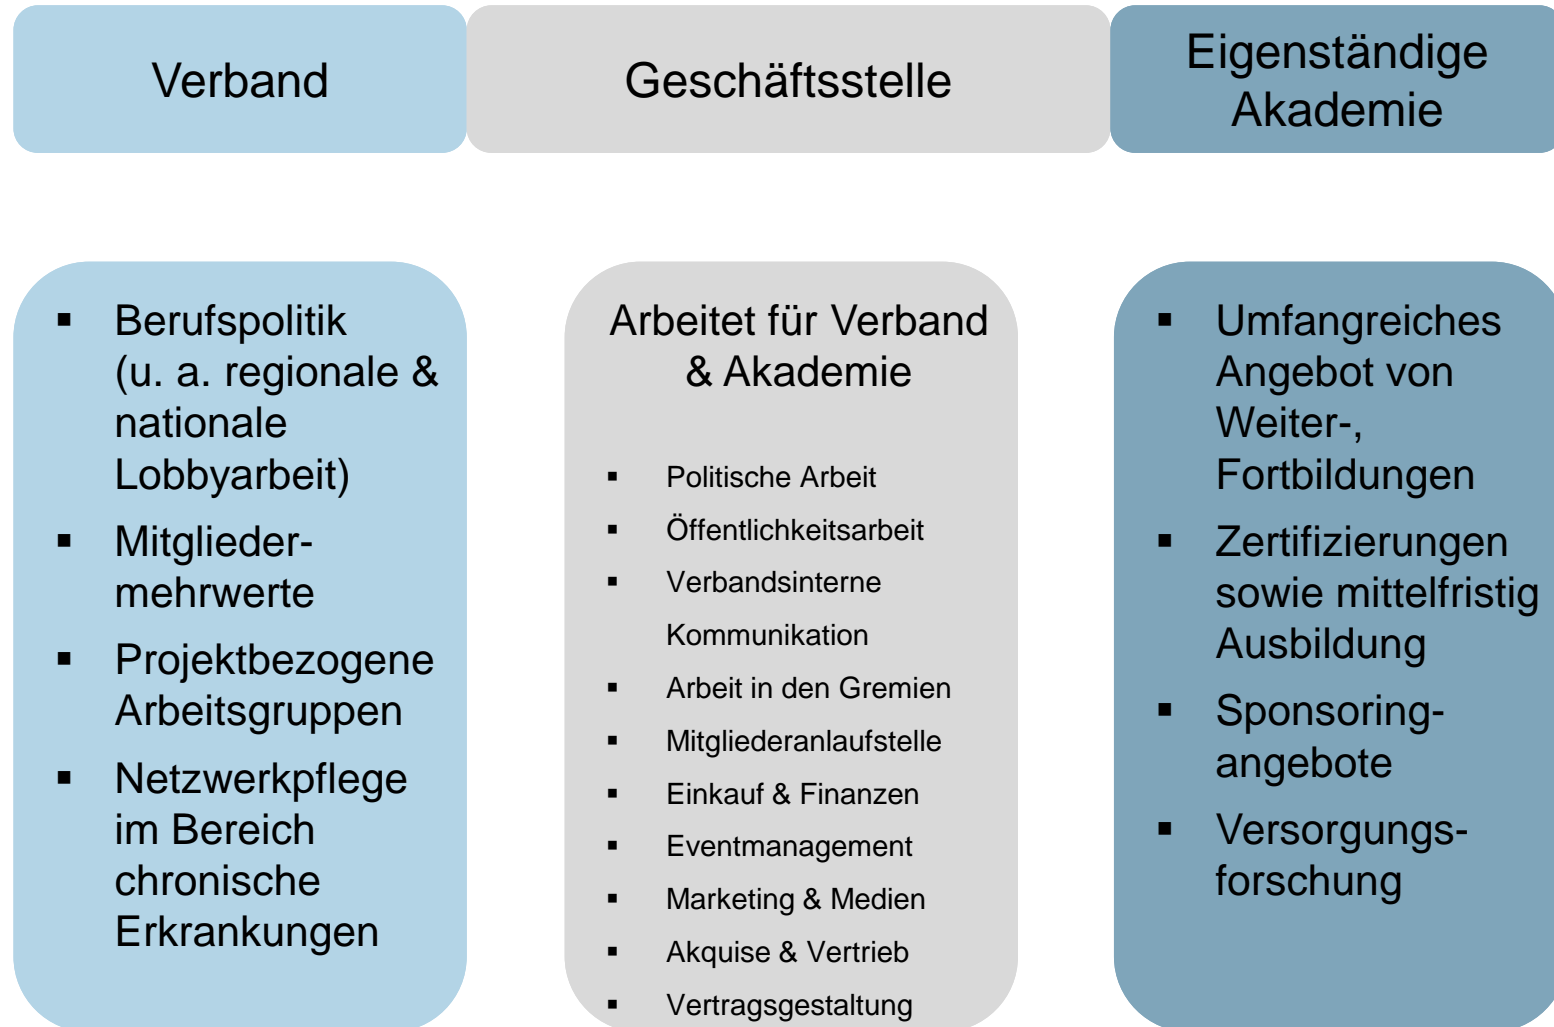 Verband
Geschäftsstelle
Eigenständige
Akademie
▪ Berufspolitik
(u. a. regionale &
nationale
Lobbyarbeit)
▪ Mitglieder-
mehrwerte
▪ Projektbezogene
Arbeitsgruppen
▪ Netzwerkpflege
im Bereich
chronische
Erkrankungen
Arbeitet für Verband
& Akademie
▪ Politische Arbeit
▪ Öffentlichkeitsarbeit
▪ Verbandsinterne
Kommunikation
▪ Arbeit in den Gremien
▪ Mitgliederanlaufstelle
▪ Einkauf & Finanzen
▪ Eventmanagement
▪ Marketing & Medien
▪ Akquise & Vertrieb
▪ Vertragsgestaltung
▪ Umfangreiches
Angebot von
Weiter-,
Fortbildungen
▪ Zertifizierungen
sowie mittelfristig
Ausbildung
▪ Sponsoring-
angebote
▪ Versorgungs-
forschung